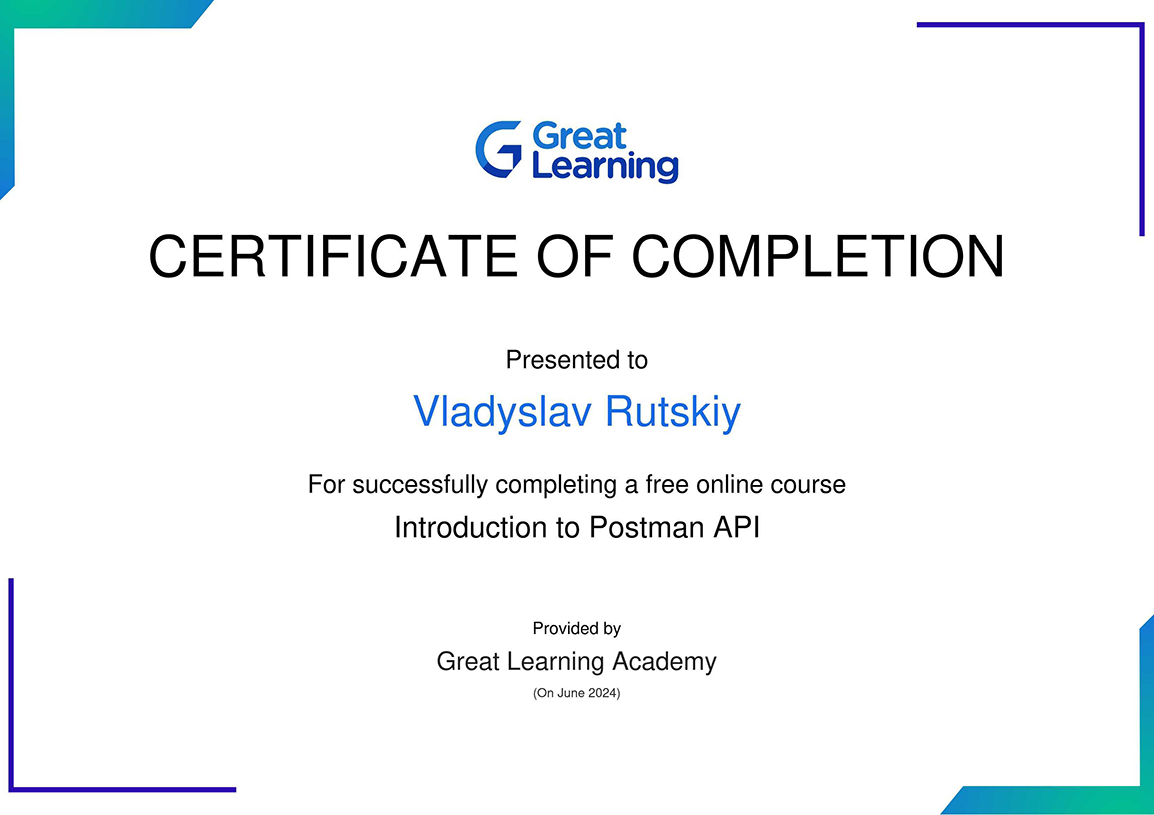 Great
Learning
CERTIFICATE OF COMPLETION
Presented to
Vladyslav Rutskiy
For successfully completing a free online course
Introduction to Postman API
Provided by
Great Learning Academy
(On June 2024)